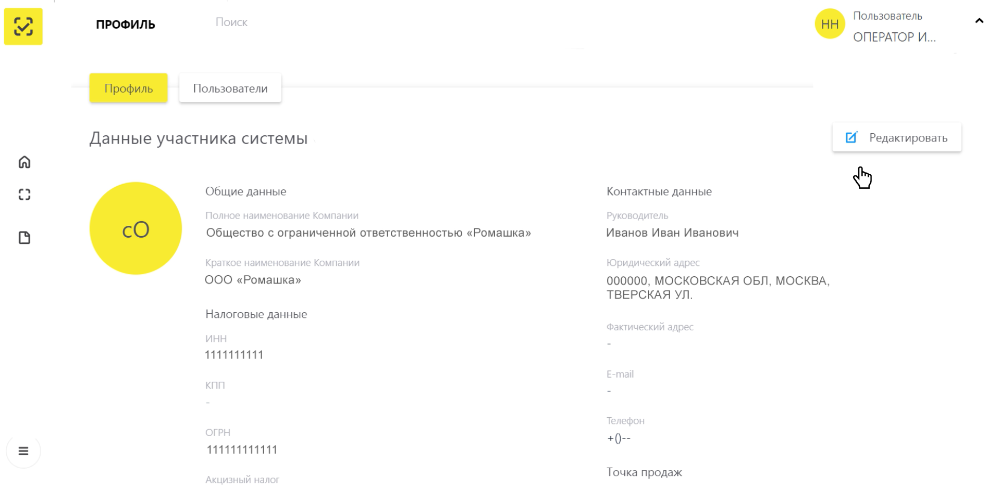 ПРОФИЛЬ
Поиск
НН
Пользователь
ОПЕРАТОР И...
Профиль
Пользователи
Данные участника системы
Редактировать
сО
Общие данные
Полное наименование Компании
Общество с ограниченной ответственностью «Ромашка»
Краткое наименование Компании
ООО «Ромашка»
Налоговые данные
ИНН
1111111111
КПП
-
ОГРН
111111111111
Акцизный налог
Контактные данные
Руководитель
Иванов Иван Иванович
Юридический адрес
000000, МОСКОВСКАЯ ОБЛ, МОСКВА,
ТВЕРСКАЯ УЛ.
Фактический адрес
-
E-mail
-
Телефон
+()--
Точка продаж